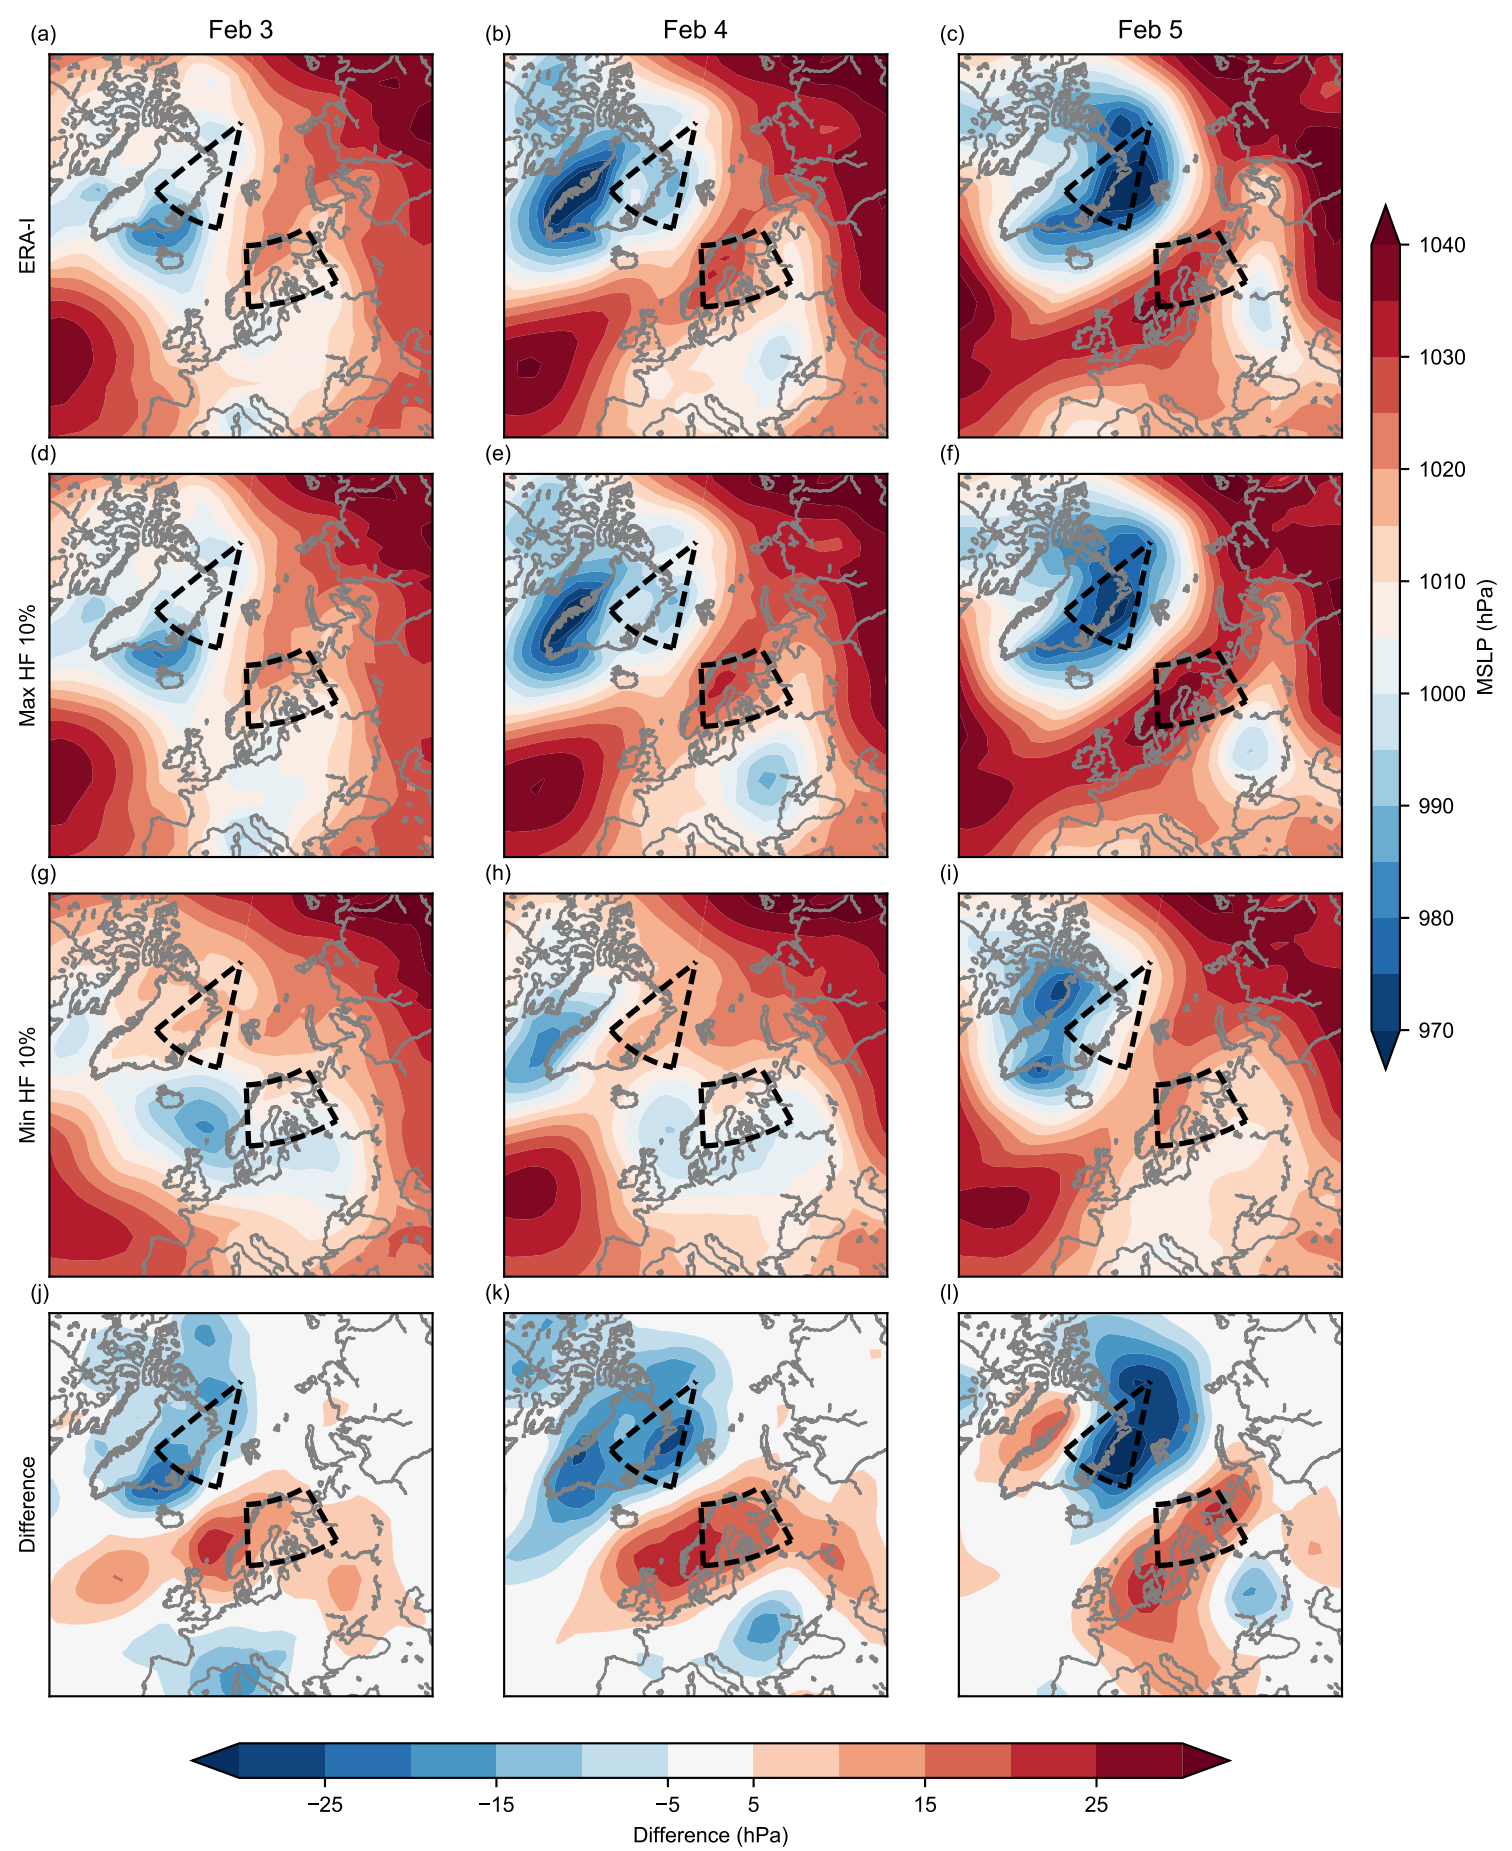 (a) Feb 3 (b) Feb 4 (c) Feb 5
ERA-I
(d) (e) (f)
Max HF 10%
(g) (h) (i)
Min HF 10%
(j) (k) (l)
Difference
1040
1030
1020
1010
1000
990
980
970
MSLP (hPa)
−25 −15 −5 5 15 25
Difference (hPa)